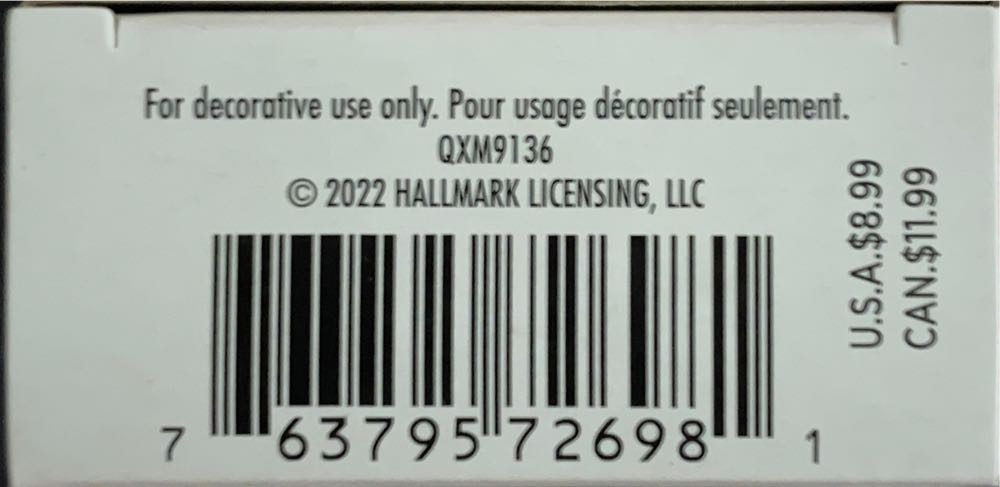 For decorative use only. Pour usage décoratif seulement.
QXM9136
© 2022 HALLMARK LICENSING, LLC
7 63795 72698 1
U.S.A.$8.99
CAN.$11.99